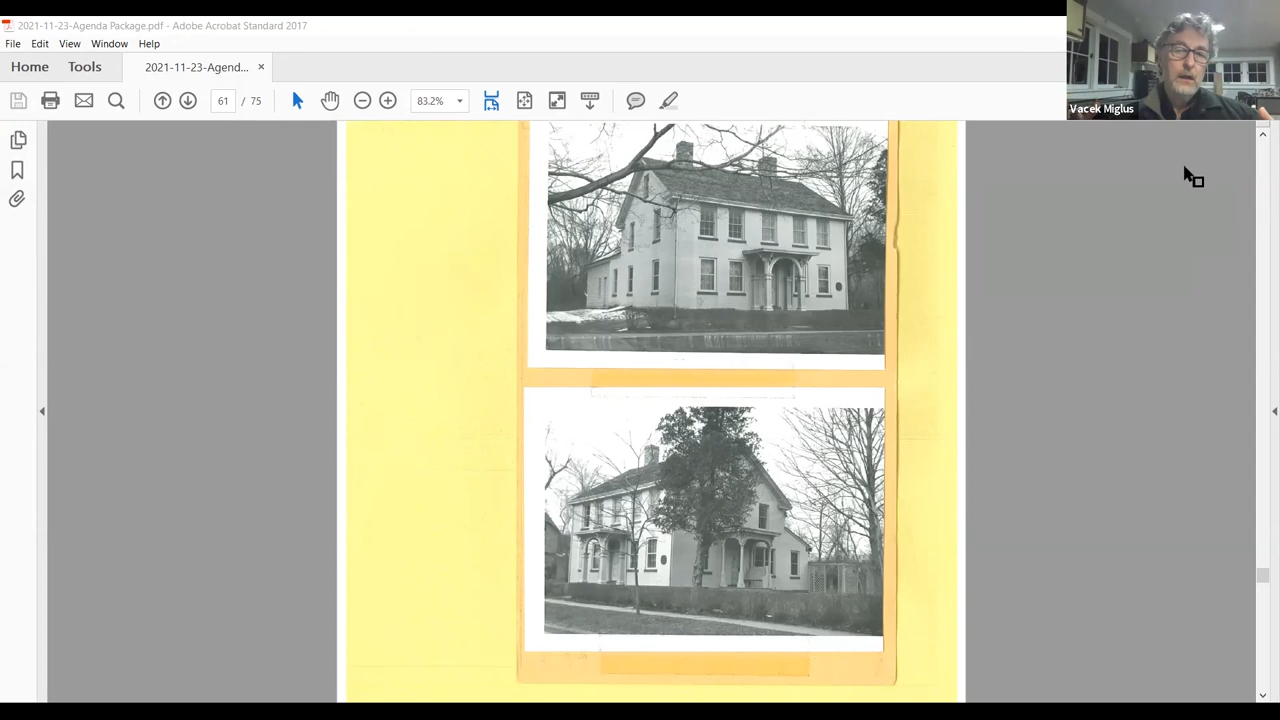 2021-11-23-Agenda Package.pdf - Adobe Acrobat Standard 2017
File Edit View Window Help
Home Tools 2021-11-23-Agend... ×
61 / 75 83.2%
Vacek Miglus